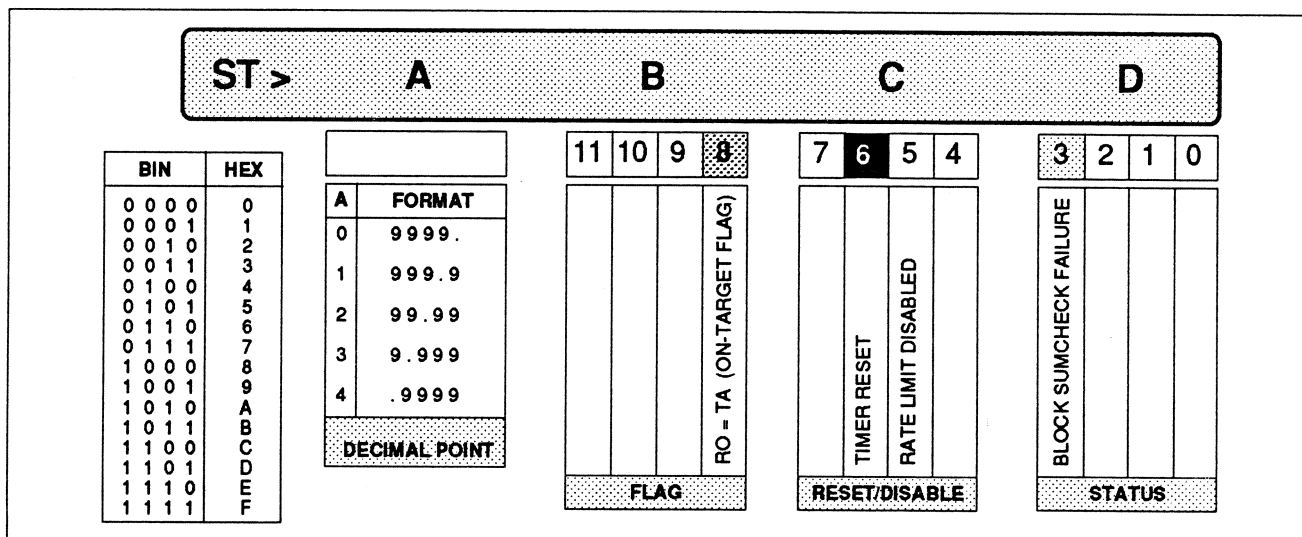 ST > A B C D
BIN HEX
0 0 0 0 0
0 0 0 1 1
0 0 1 0 2
0 0 1 1 3
0 1 0 0 4
0 1 0 1 5
0 1 1 0 6
0 1 1 1 7
1 0 0 0 8
1 0 0 1 9
1 0 1 0 A
1 0 1 1 B
1 1 0 0 C
1 1 0 1 D
1 1 1 0 E
1 1 1 1 F
A FORMAT
0 9999.
1 999.9
2 99.99
3 9.999
4 .9999
DECIMAL POINT
11 10 9 8
RO = TA (ON-TARGET FLAG)
FLAG
7 6 5 4
TIMER RESET
RATE LIMIT DISABLED
RESET/DISABLE
3 2 1 0
BLOCK SUMCHECK FAILURE
STATUS